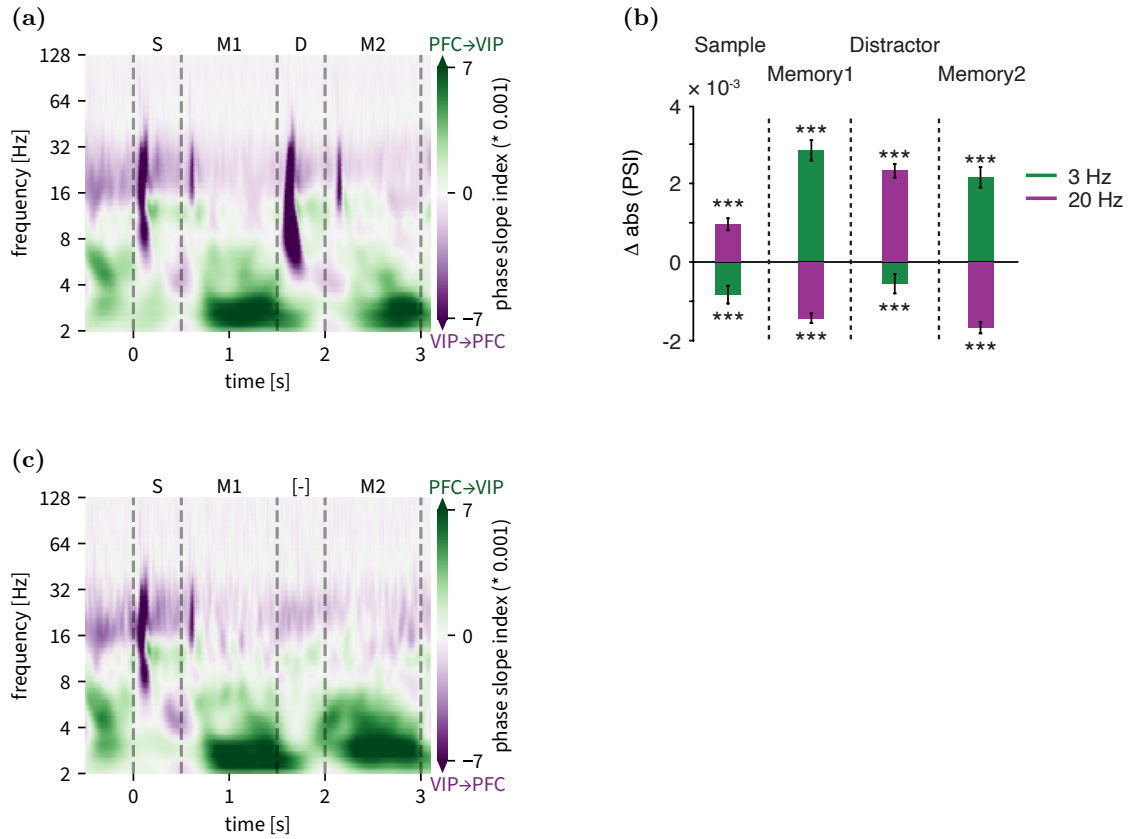 (a)
S M1 D M2
PFC→VIP
128
64
32
16
8
4
2
frequency [Hz]
0 1 2 3
time [s]
7
0
−7
phase slope index (* 0.001)
VIP→PFC
(b)
Sample Distractor
Memory1 Memory2
× 10⁻³
4
2
0
-2
Δ abs (PSI)
*** *** *** ***
*** *** *** ***
3 Hz
20 Hz
(c)
S M1 [-] M2
PFC→VIP
128
64
32
16
8
4
2
frequency [Hz]
0 1 2 3
time [s]
7
0
−7
phase slope index (* 0.001)
VIP→PFC